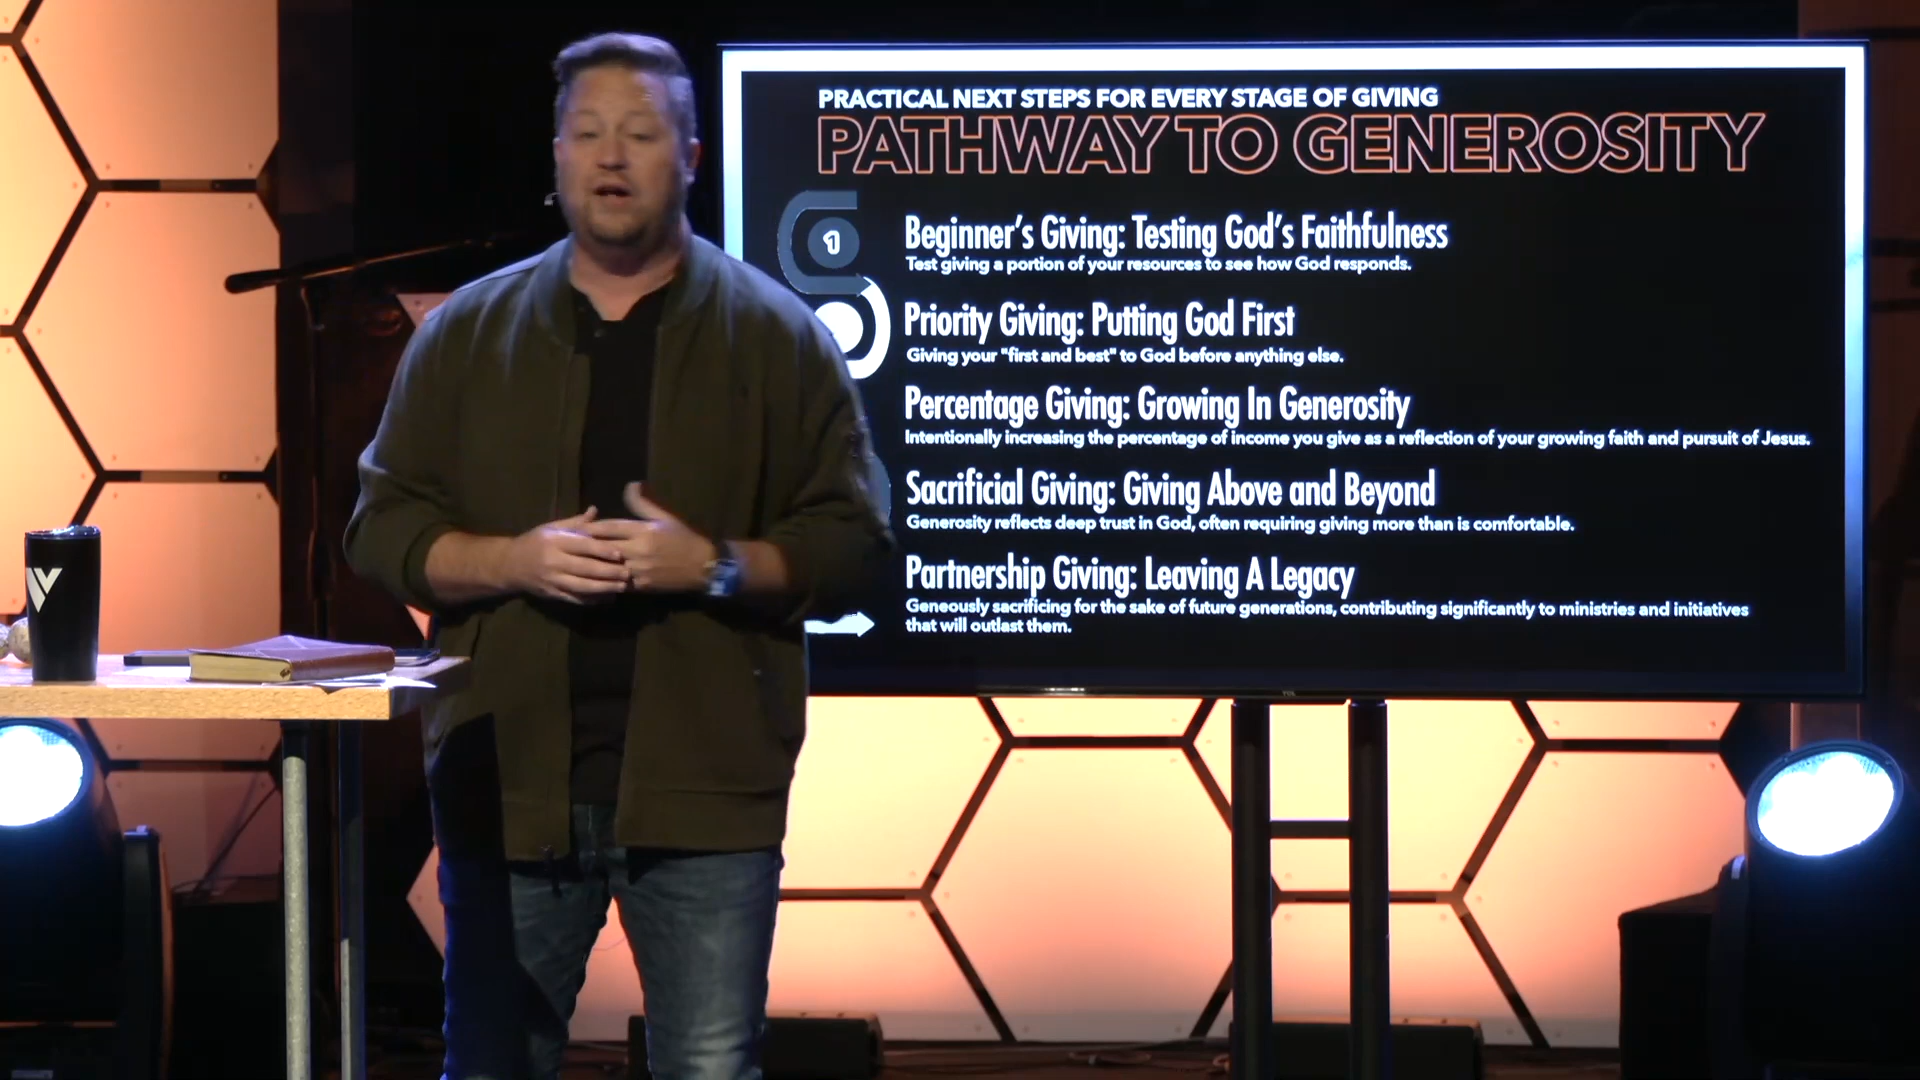 PRACTICAL NEXT STEPS FOR EVERY STAGE OF GIVING
PATHWAY TO GENEROSITY
1
Beginner's Giving: Testing God's Faithfulness
Test giving a portion of your resources to see how God responds.
Priority Giving: Putting God First
Giving your "first and best" to God before anything else.
Percentage Giving: Growing In Generosity
Intentionally increasing the percentage of income you give as a reflection of your growing faith and pursuit of Jesus.
Sacrificial Giving: Giving Above and Beyond
Generosity reflects deep trust in God, often requiring giving more than is comfortable.
Partnership Giving: Leaving A Legacy
Geneously sacrificing for the sake of future generations, contributing significantly to ministries and initiatives
that will outlast them.
TCL